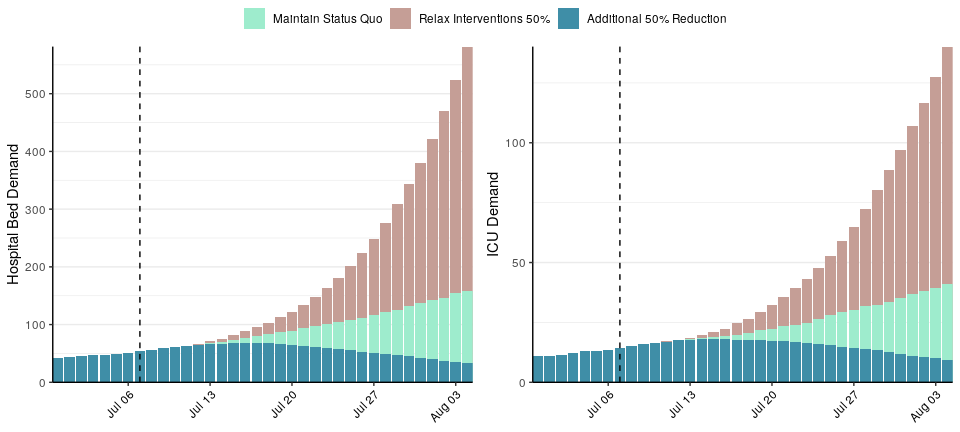 Maintain Status Quo Relax Interventions 50% Additional 50% Reduction
Hospital Bed Demand
500
400
300
200
100
0
Jul 06 Jul 13 Jul 20 Jul 27 Aug 03
ICU Demand
100
50
0
Jul 06 Jul 13 Jul 20 Jul 27 Aug 03